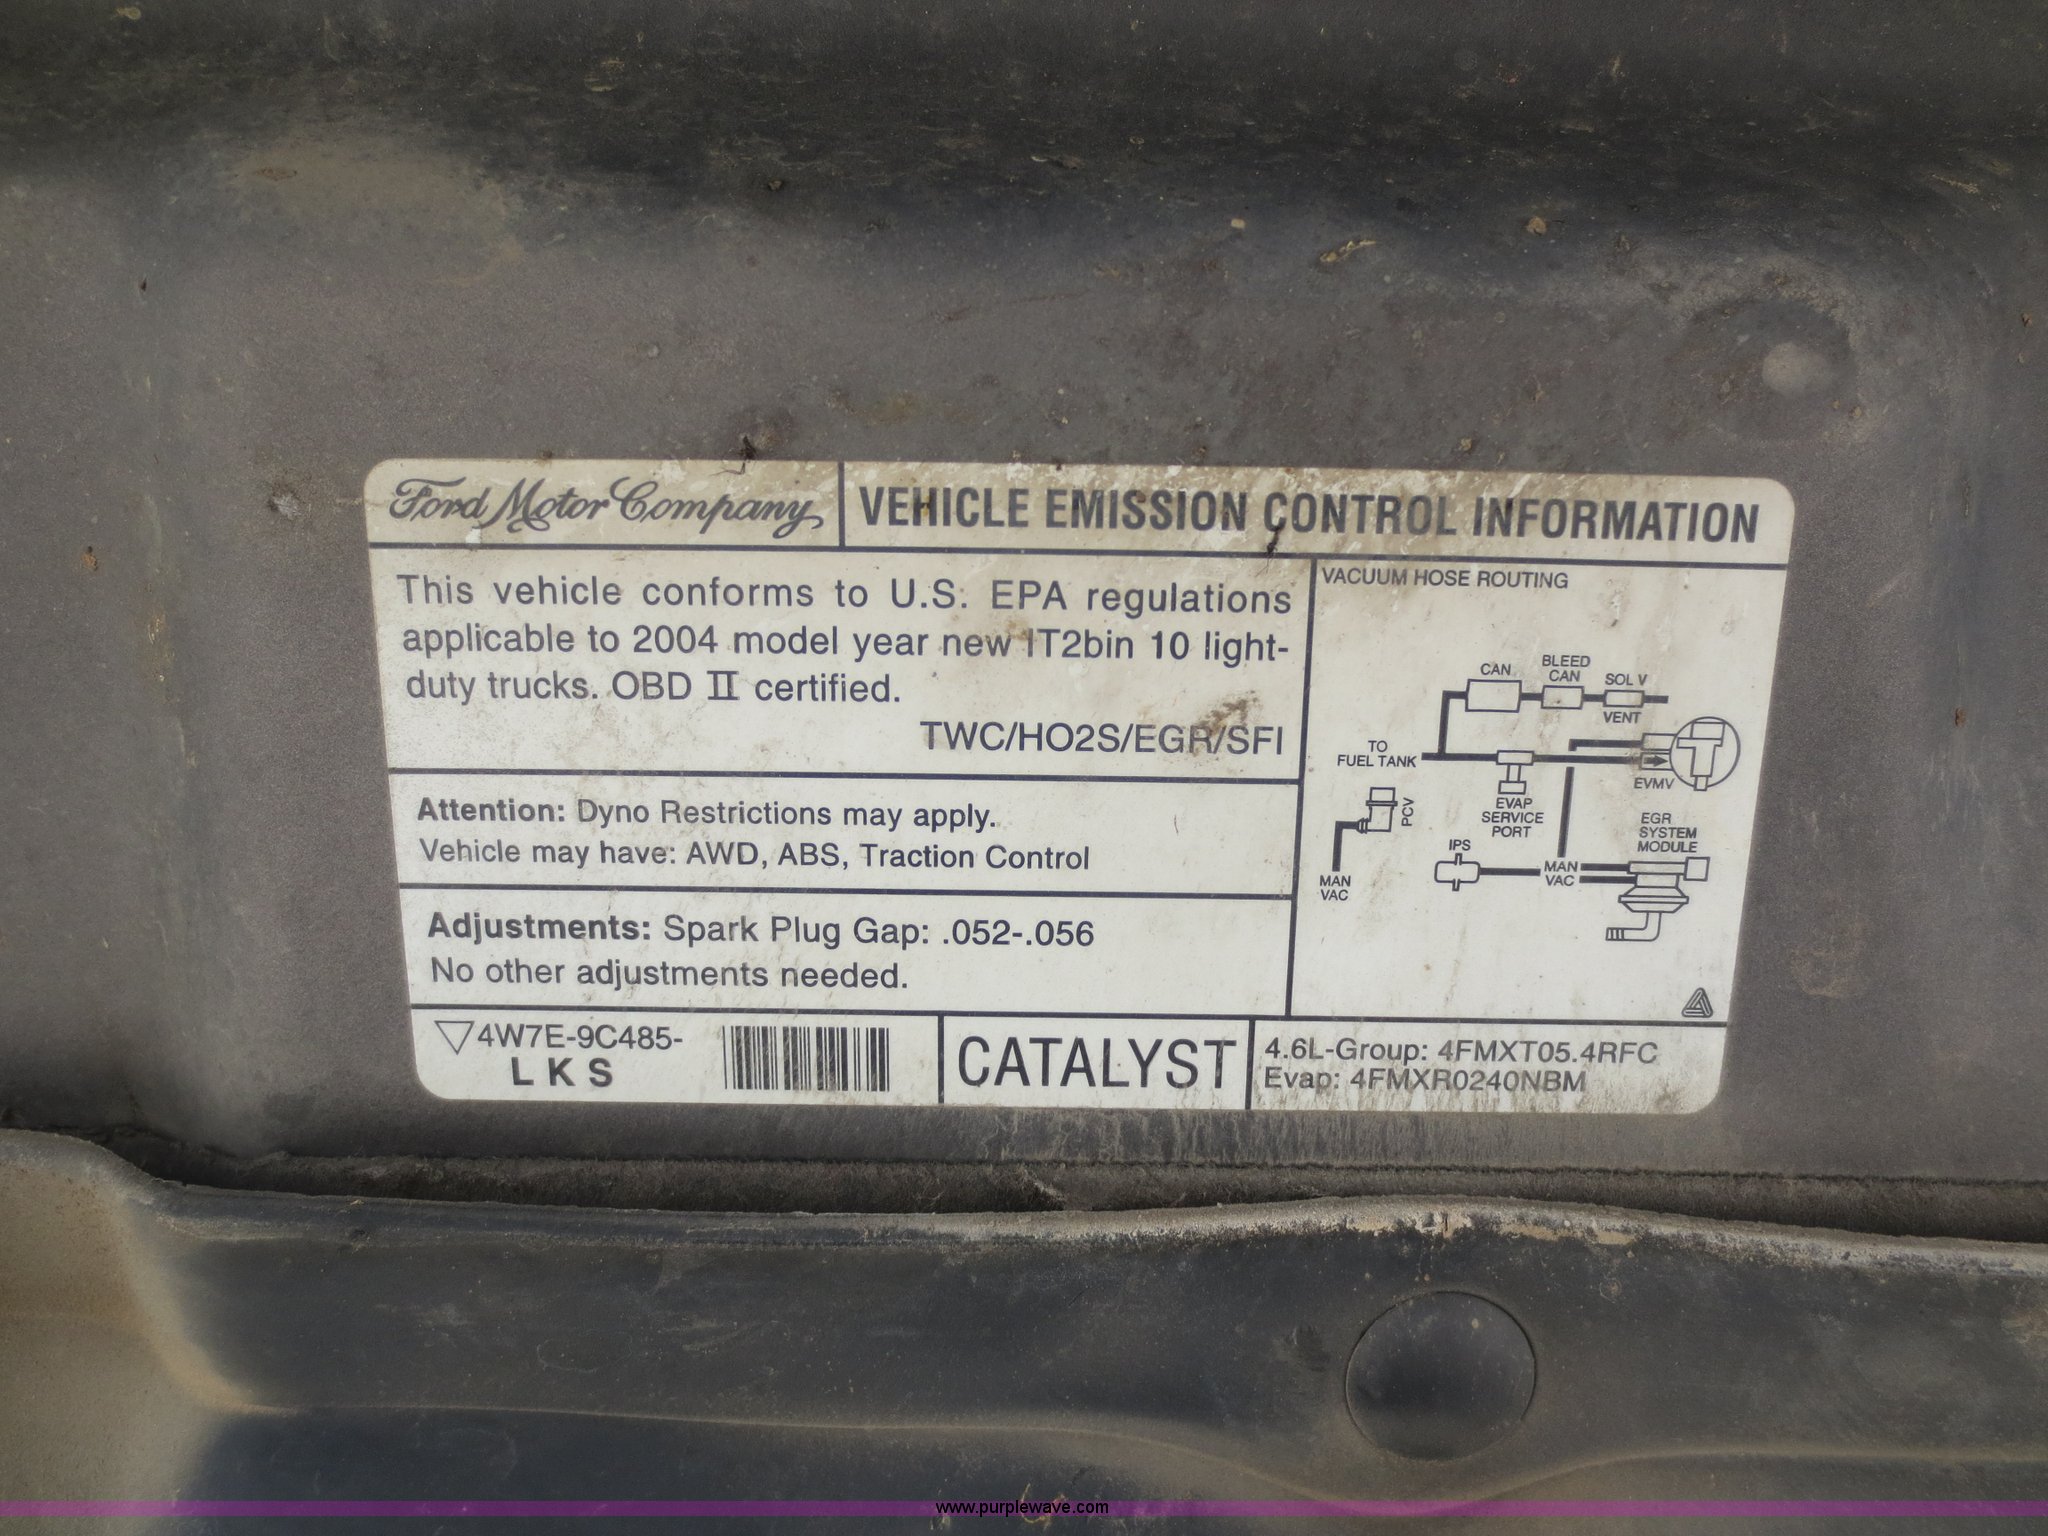 Ford Motor Company
VEHICLE EMISSION CONTROL INFORMATION
This vehicle conforms to U.S. EPA regulations
applicable to 2004 model year new IT2bin 10 light-
duty trucks. OBD II certified.
TWC/HO2S/EGR/SFI
Attention: Dyno Restrictions may apply.
Vehicle may have: AWD, ABS, Traction Control
Adjustments: Spark Plug Gap: .052-.056
No other adjustments needed.
VACUUM HOSE ROUTING
CAN
BLEED
CAN
SOL V
VENT
TO
FUEL TANK
EVMV
EVAP
SERVICE
PORT
PCV
EGR
SYSTEM
MODULE
IPS
MAN
VAC
MAN
VAC
4W7E-9C485-
L K S
CATALYST
4.6L-Group: 4FMXT05.4RFC
Evap: 4FMXR0240NBM
www.purplewave.com